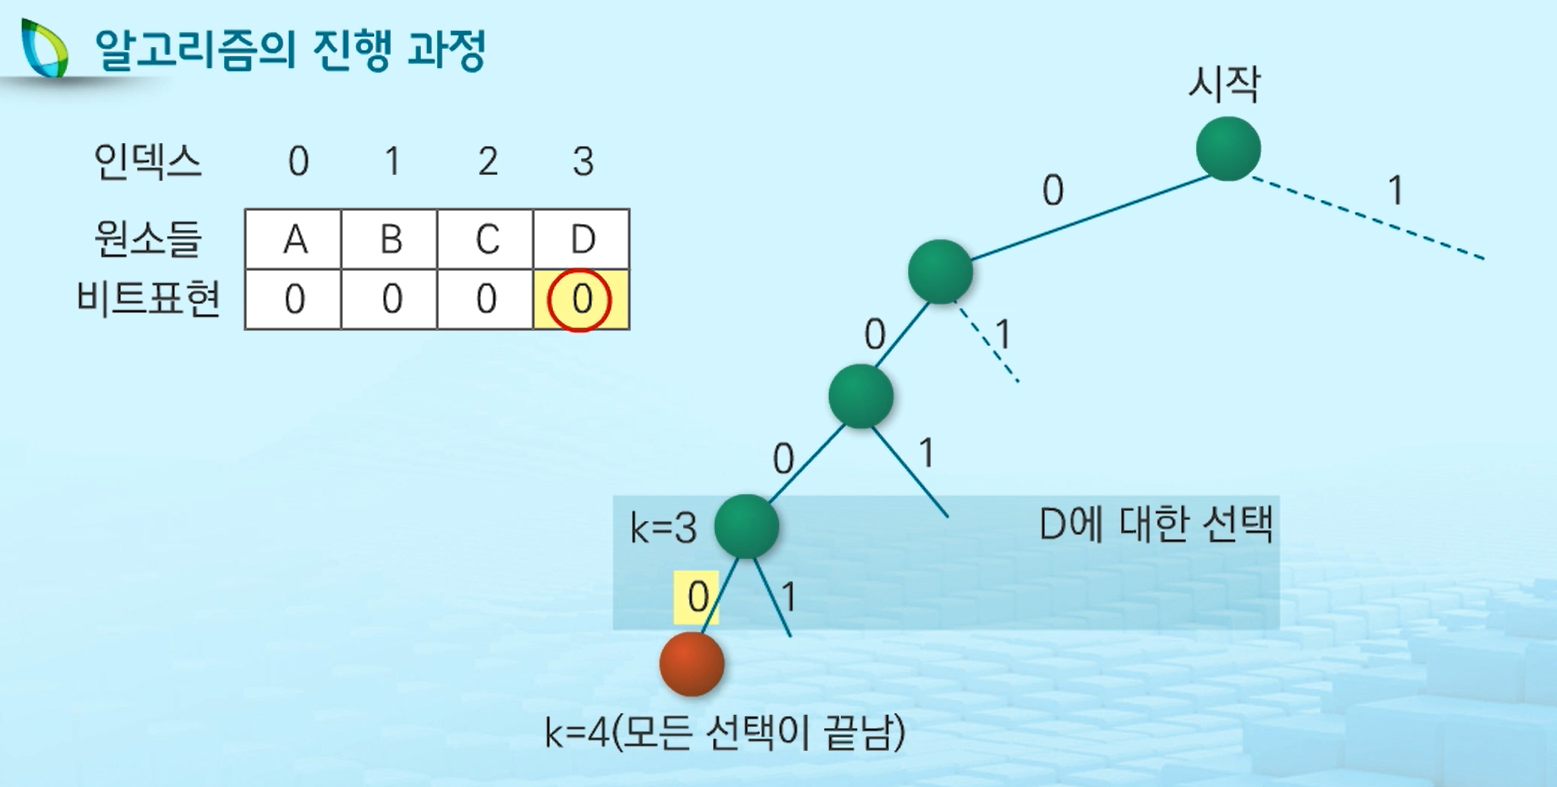 알고리즘의 진행 과정
시작
인덱스 0 1 2 3
원소들 A B C D
비트표현 0 0 0 0
0 1
0 1
0 1
k=3 D에 대한 선택
0 1
k=4(모든 선택이 끝남)